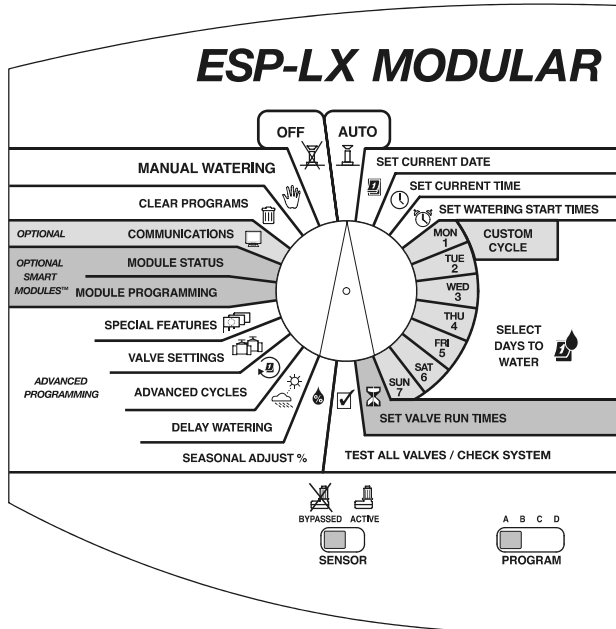 ESP-LX MODULAR
OFF
AUTO
MANUAL WATERING
CLEAR PROGRAMS
OPTIONAL
COMMUNICATIONS
OPTIONAL
SMART
MODULES™
MODULE STATUS
MODULE PROGRAMMING
SPECIAL FEATURES
VALVE SETTINGS
ADVANCED
PROGRAMMING
ADVANCED CYCLES
DELAY WATERING
SEASONAL ADJUST %
SET CURRENT DATE
SET CURRENT TIME
SET WATERING START TIMES
CUSTOM
CYCLE
MON
1
TUE
2
WED
3
THU
4
FRI
5
SAT
6
SUN
7
SELECT
DAYS TO
WATER
SET VALVE RUN TIMES
TEST ALL VALVES / CHECK SYSTEM
BYPASSED ACTIVE
SENSOR
A B C D
PROGRAM